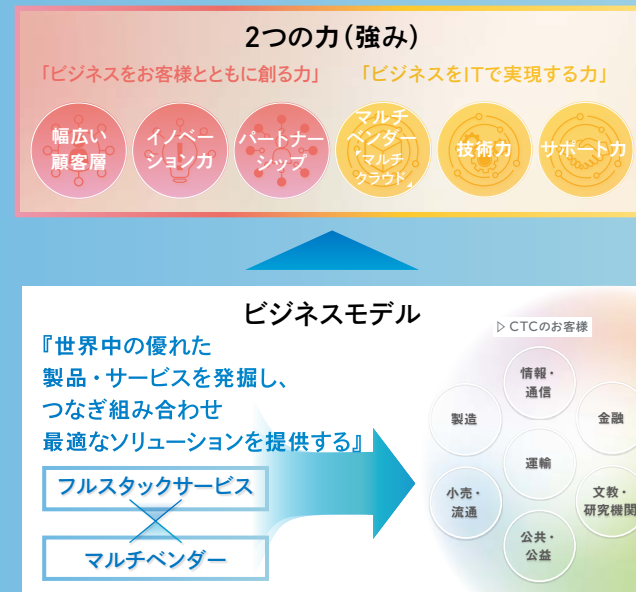 2つの力（強み）
「ビジネスをお客様とともに創る力」
「ビジネスをITで実現する力」
幅広い
顧客層
イノベー
ション力
パートナー
シップ
マルチ
ベンダー
「マルチ
クラウド」
技術力
サポート力
ビジネスモデル
『世界中の優れた
製品・サービスを発掘し、
つなぎ組み合わせ
最適なソリューションを提供する』
フルスタックサービス
マルチベンダー
▷CTCのお客様
情報・
通信
製造
金融
運輸
小売・
流通
文教・
研究機関
公共・
公益